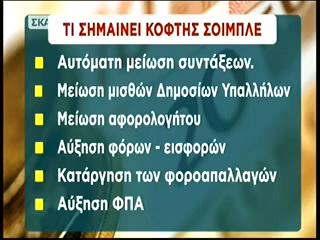 ΣΚΑ
ΤΙ ΣΗΜΑΙΝΕΙ ΚΟΦΤΗΣ ΣΟΙΜΠΛΕ
Αυτόματη μείωση συντάξεων.
Μείωση μισθών Δημοσίων Υπαλλήλων
Μείωση αφορολογήτου
Αύξηση φόρων - εισφορών
Κατάργηση των φοροαπαλλαγών
Αύξηση ΦΠΑ